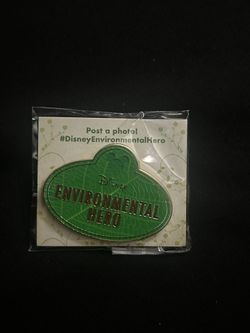 Post a photo!
#DisneyEnvironmentalHero
Disney
ENVIRONMENTAL
HERO